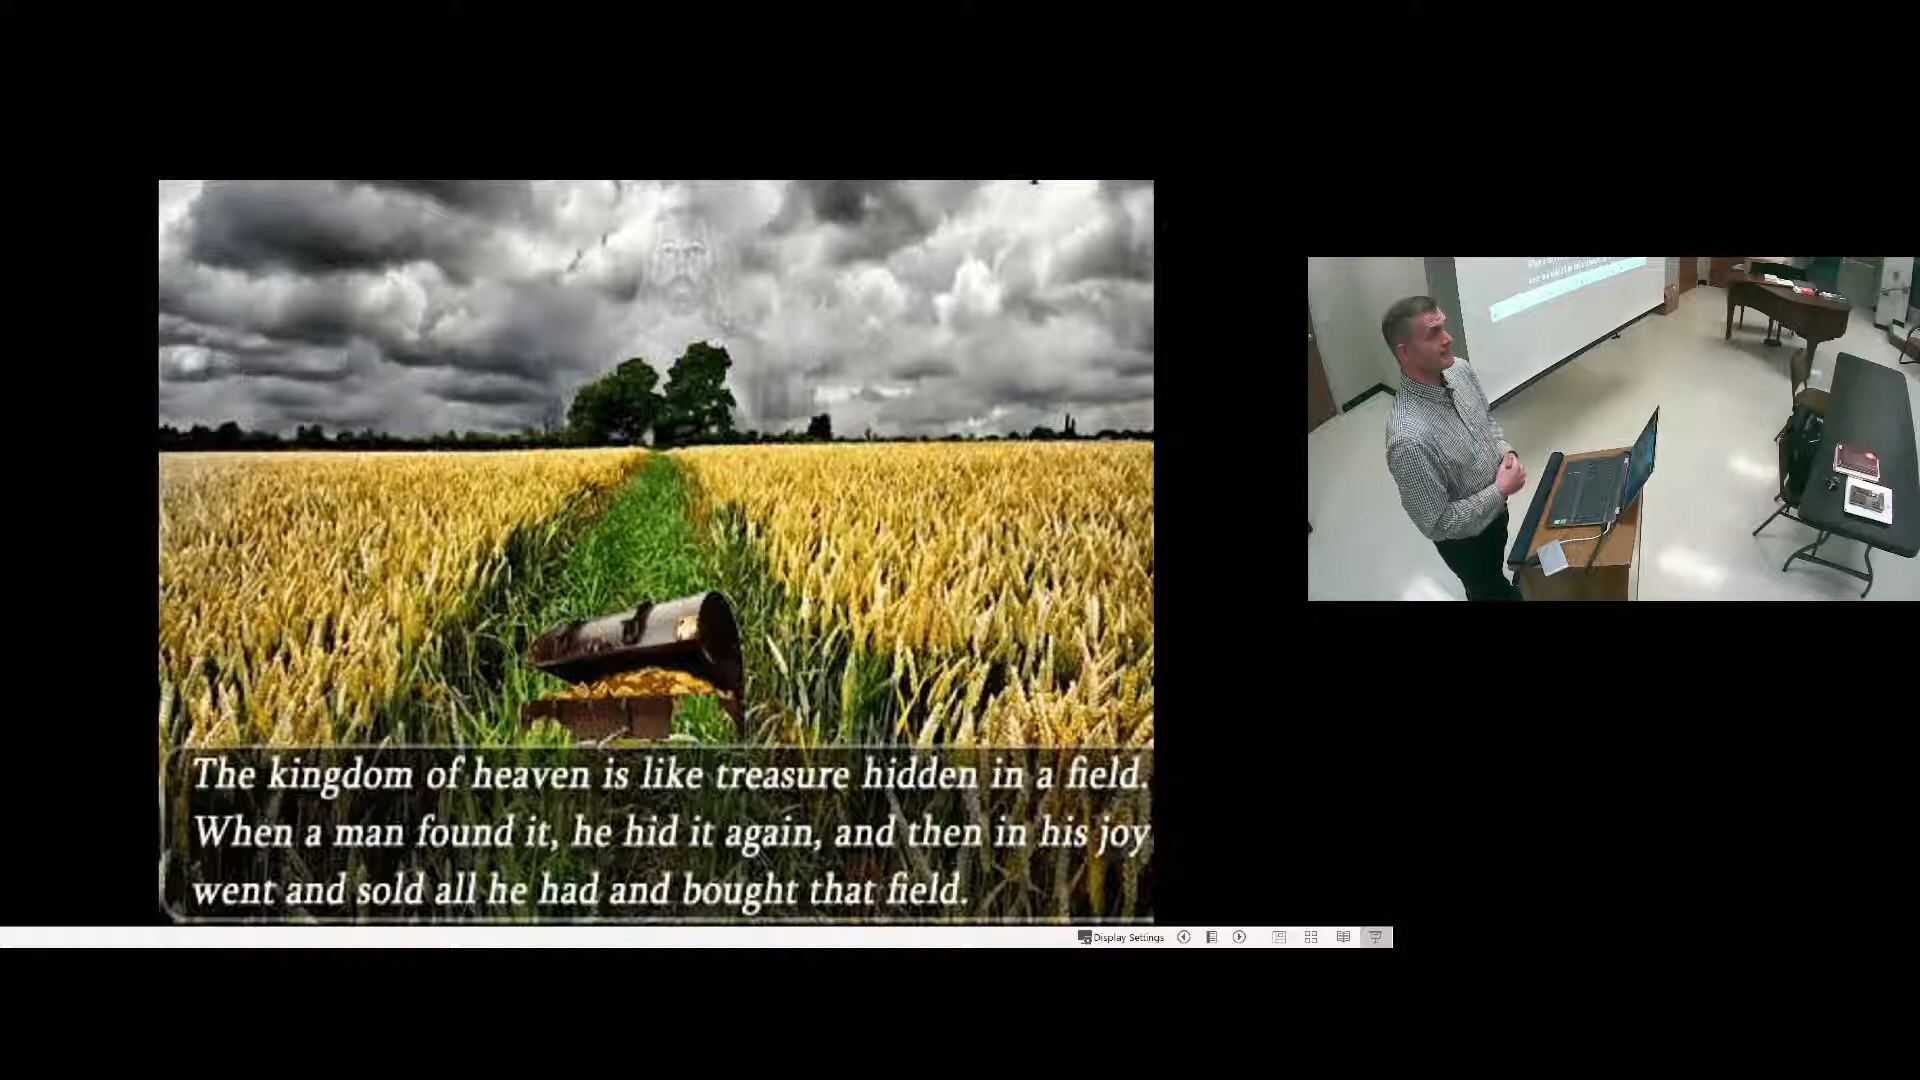 The kingdom of heaven is like treasure hidden in a field.
When a man found it, he hid it again, and then in his joy
went and sold all he had and bought that field.
Display Settings